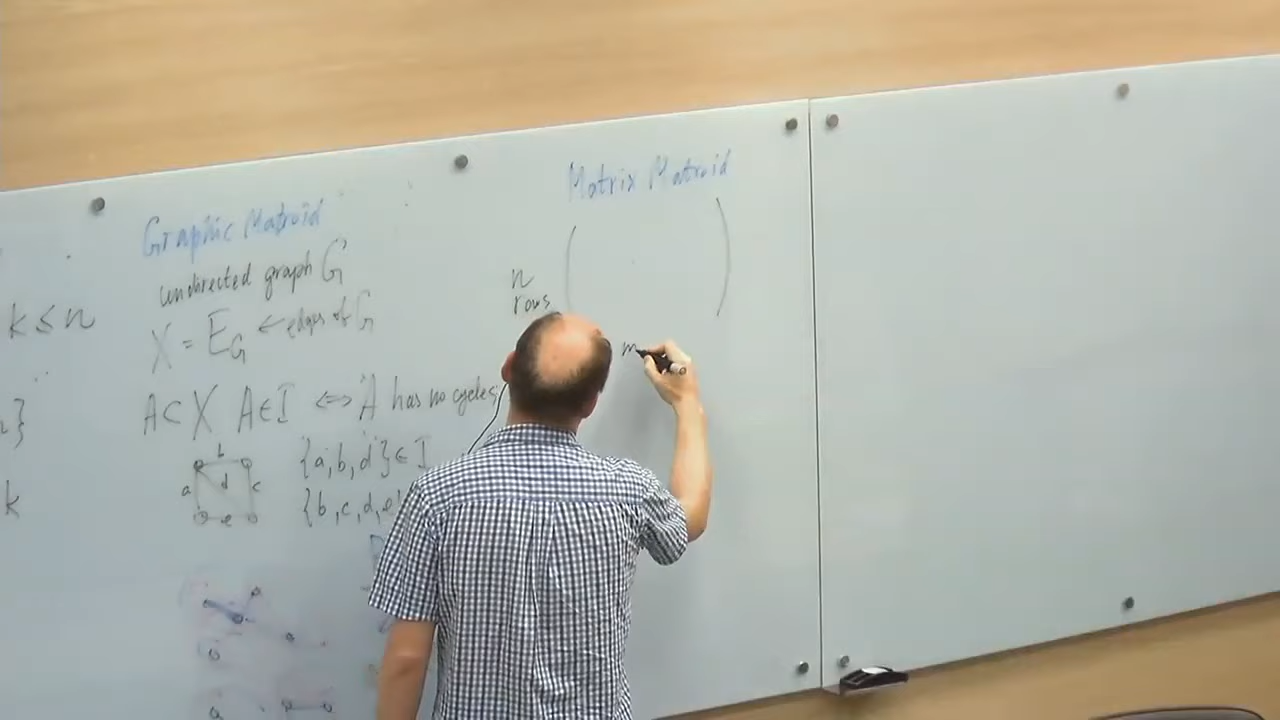 k ≤ n
}
k
Graphic Matroid
undirected graph G
X = E_G ← edges of G
A ⊂ X A ∈ I ⇔ A has no cycles
b
a d c
e
{a, b, d} ∈ I
{b, c, d, e
Matrix Matroid
n
rows
m